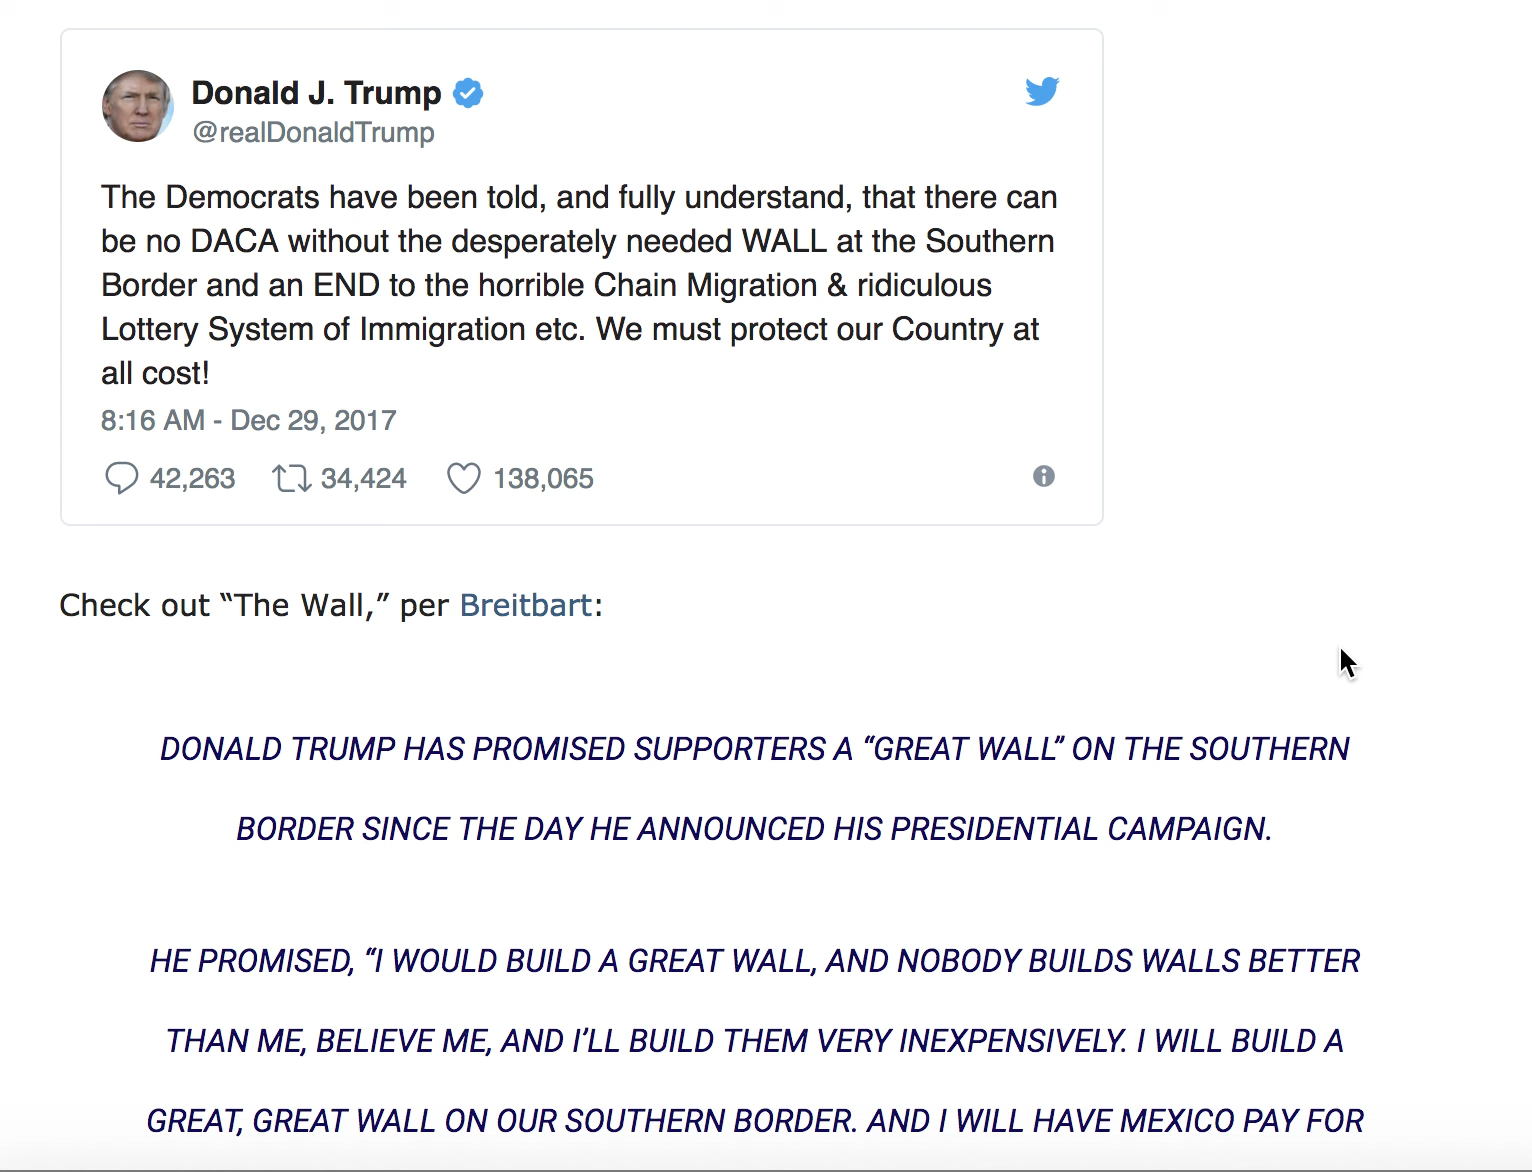 Donald J. Trump
@realDonaldTrump
The Democrats have been told, and fully understand, that there can
be no DACA without the desperately needed WALL at the Southern
Border and an END to the horrible Chain Migration & ridiculous
Lottery System of Immigration etc. We must protect our Country at
all cost!
8:16 AM - Dec 29, 2017
42,263 34,424 138,065
Check out “The Wall,” per Breitbart:
DONALD TRUMP HAS PROMISED SUPPORTERS A “GREAT WALL” ON THE SOUTHERN
BORDER SINCE THE DAY HE ANNOUNCED HIS PRESIDENTIAL CAMPAIGN.
HE PROMISED, “I WOULD BUILD A GREAT WALL, AND NOBODY BUILDS WALLS BETTER
THAN ME, BELIEVE ME, AND I’LL BUILD THEM VERY INEXPENSIVELY. I WILL BUILD A
GREAT, GREAT WALL ON OUR SOUTHERN BORDER. AND I WILL HAVE MEXICO PAY FOR